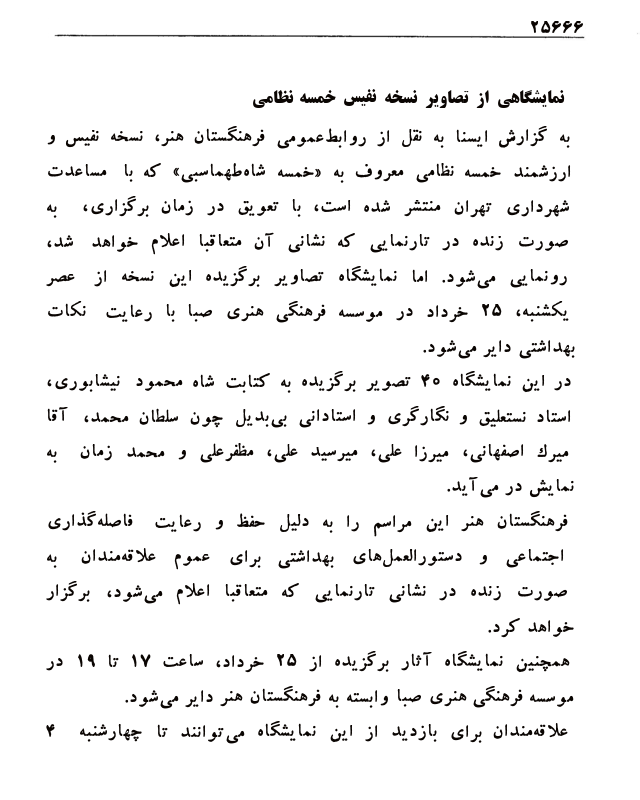 ۲۵۶۶۶
نمایشگاهی از تصاویر نسخه نفیس خمسه نظامی
به گزارش ایسنا به نقل از روابط‌عمومی فرهنگستان هنر، نسخه نفیس و
ارزشمند خمسه نظامی معروف به «خمسه شاه‌طهماسبی» که با مساعدت
شهرداری تهران منتشر شده است، با تعویق در زمان برگزاری، به
صورت زنده در تارنمایی که نشانی آن متعاقبا اعلام خواهد شد،
رونمایی می‌شود. اما نمایشگاه تصاویر برگزیده این نسخه از عصر
یکشنبه، ۲۵ خرداد در موسسه فرهنگی هنری صبا با رعایت نکات
بهداشتی دایر می‌شود.
در این نمایشگاه ۴۰ تصویر برگزیده به کتابت شاه محمود نیشابوری،
استاد نستعلیق و نگارگری و استادانی بی‌بدیل چون سلطان محمد، آقا
میرك اصفهانی، میرزا علی، میرسید علی، مظفرعلی و محمد زمان به
نمایش در می‌آید.
فرهنگستان هنر این مراسم را به دلیل حفظ و رعایت فاصله‌گذاری
اجتماعی و دستورالعمل‌های بهداشتی برای عموم علاقه‌مندان به
صورت زنده در نشانی تارنمایی که متعاقبا اعلام می‌شود، برگزار
خواهد کرد.
همچنین نمایشگاه آثار برگزیده از ۲۵ خرداد، ساعت ۱۷ تا ۱۹ در
موسسه فرهنگی هنری صبا وابسته به فرهنگستان هنر دایر می‌شود.
علاقه‌مندان برای بازدید از این نمایشگاه می‌توانند تا چهارشنبه ۴